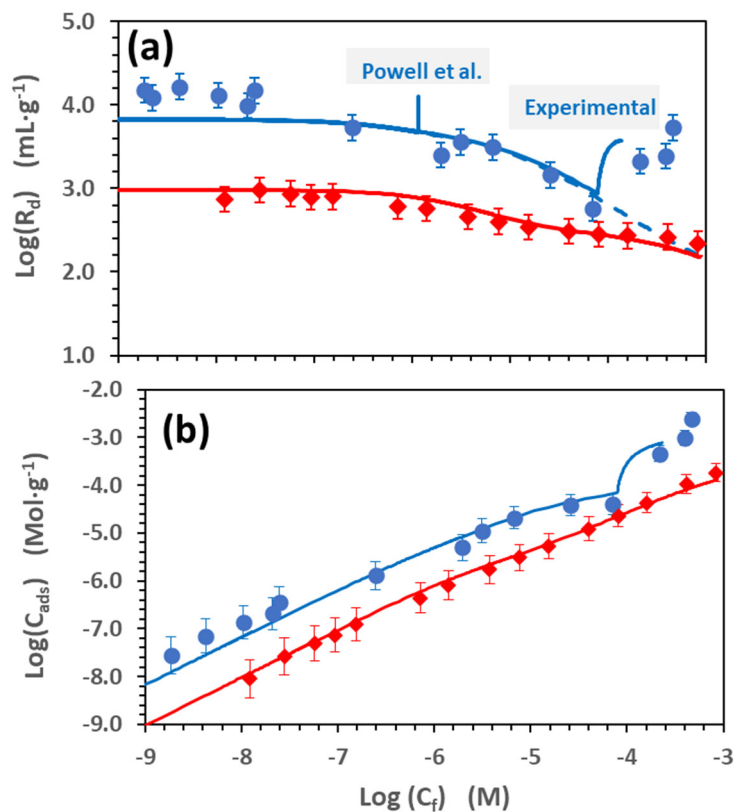 (a)
5.0
4.0
3.0
2.0
1.0
Log(Rd) (mL·g-1)
Powell et al.
Experimental
(b)
-2.0
-3.0
-4.0
-5.0
-6.0
-7.0
-8.0
-9.0
Log(Cads) (Mol·g-1)
-9 -8 -7 -6 -5 -4 -3
Log (Cf) (M)